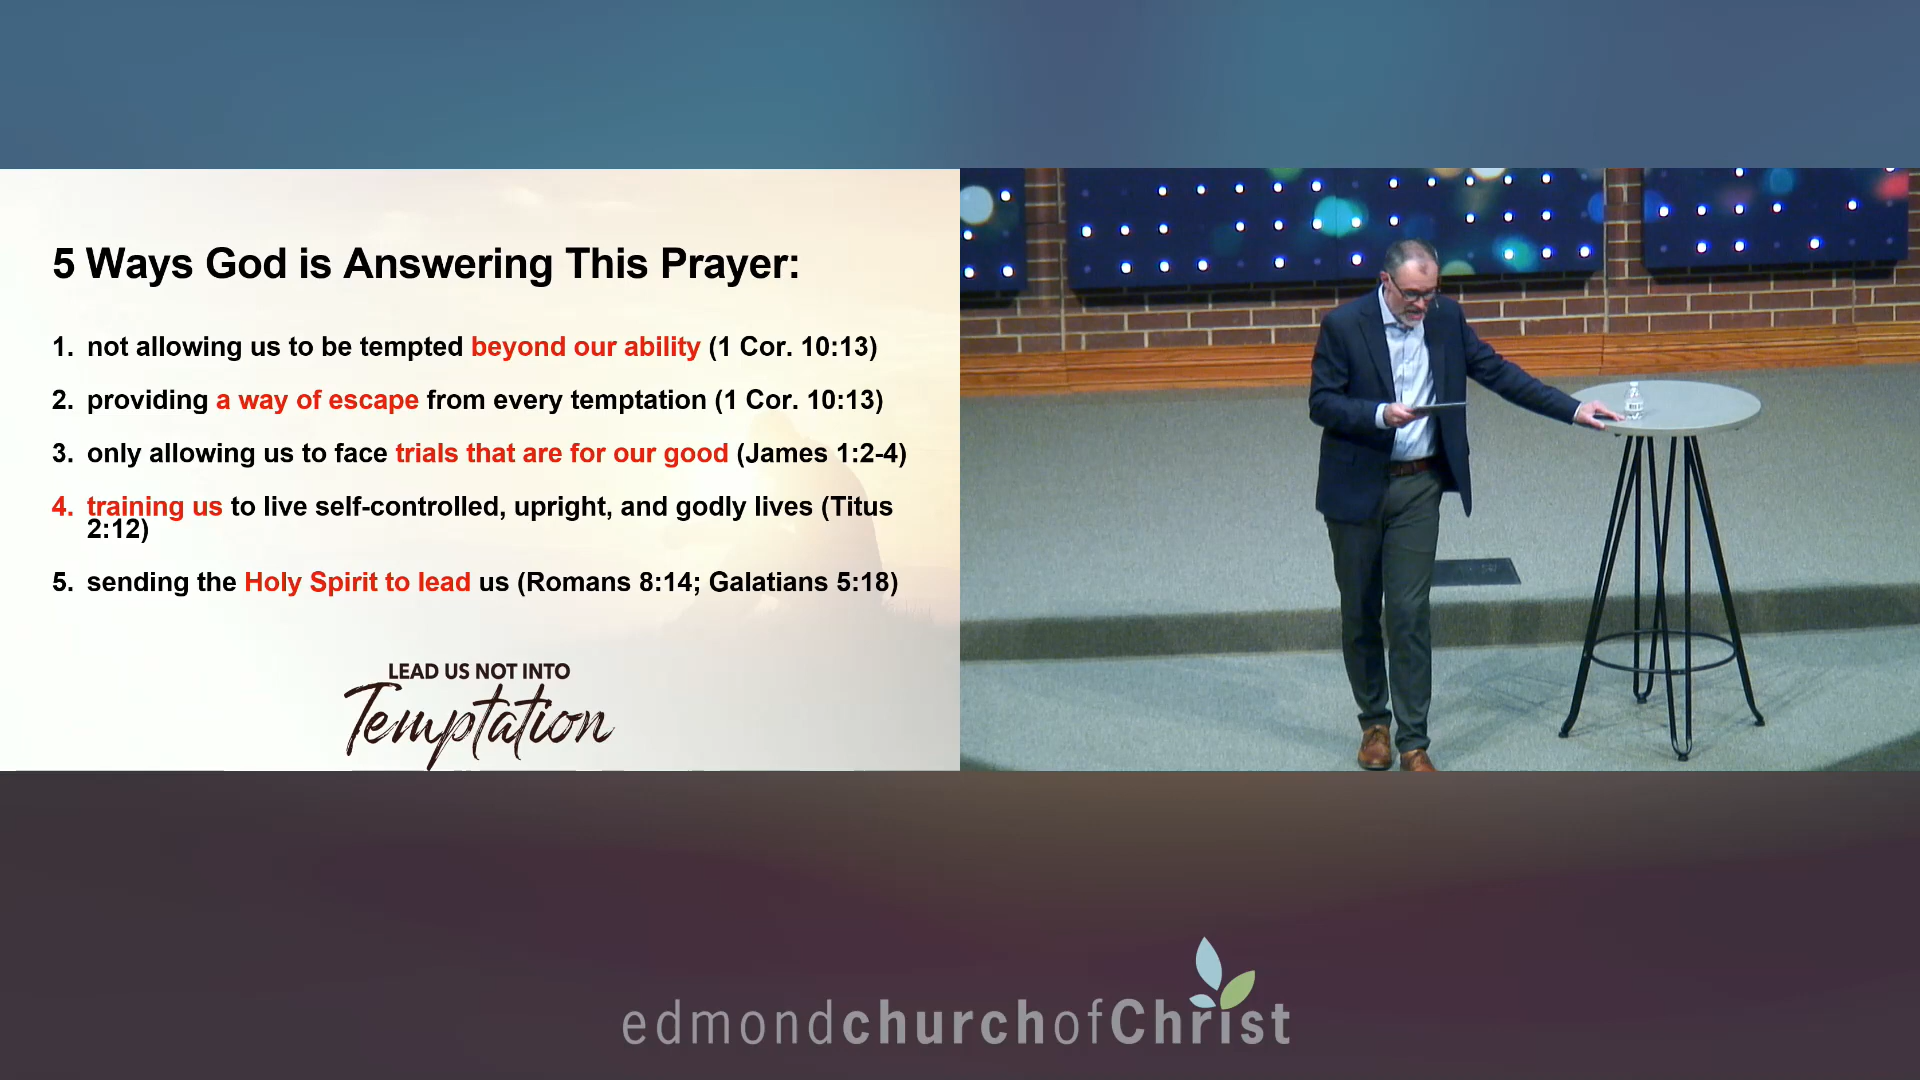 5 Ways God is Answering This Prayer:
1. not allowing us to be tempted beyond our ability (1 Cor. 10:13)
2. providing a way of escape from every temptation (1 Cor. 10:13)
3. only allowing us to face trials that are for our good (James 1:2-4)
4. training us to live self-controlled, upright, and godly lives (Titus
2:12)
5. sending the Holy Spirit to lead us (Romans 8:14; Galatians 5:18)
LEAD US NOT INTO
Temptation
edmondchurchofChrist